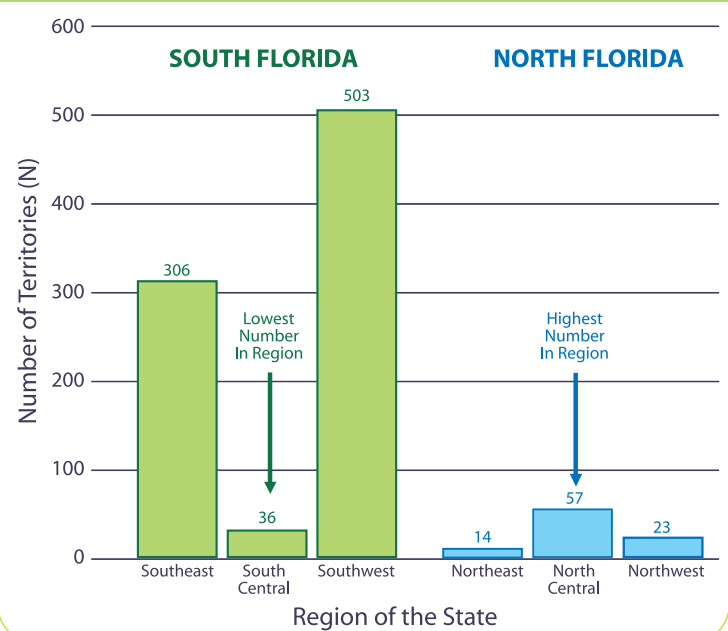 600
500
400
300
200
100
0
Number of Territories (N)
SOUTH FLORIDA
NORTH FLORIDA
306
Lowest
Number
In Region
36
503
14
Highest
Number
In Region
57
23
Southeast
South
Central
Southwest
Northeast
North
Central
Northwest
Region of the State